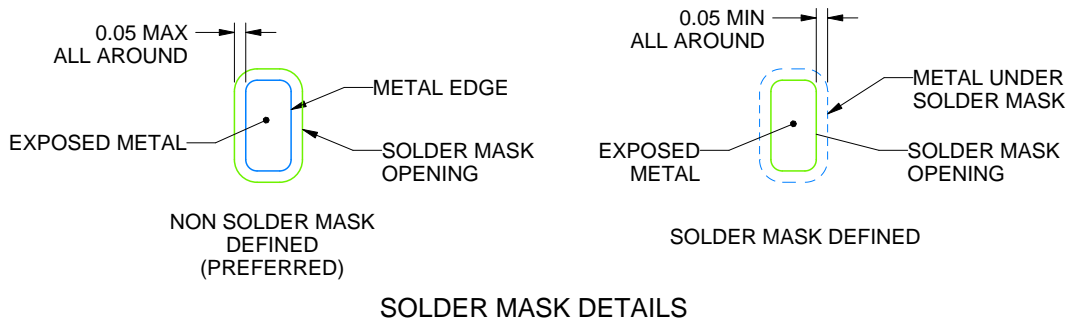 0.05 MAX
ALL AROUND
METAL EDGE
EXPOSED METAL
SOLDER MASK
OPENING
NON SOLDER MASK
DEFINED
(PREFERRED)
0.05 MIN
ALL AROUND
METAL UNDER
SOLDER MASK
EXPOSED
METAL
SOLDER MASK
OPENING
SOLDER MASK DEFINED
SOLDER MASK DETAILS